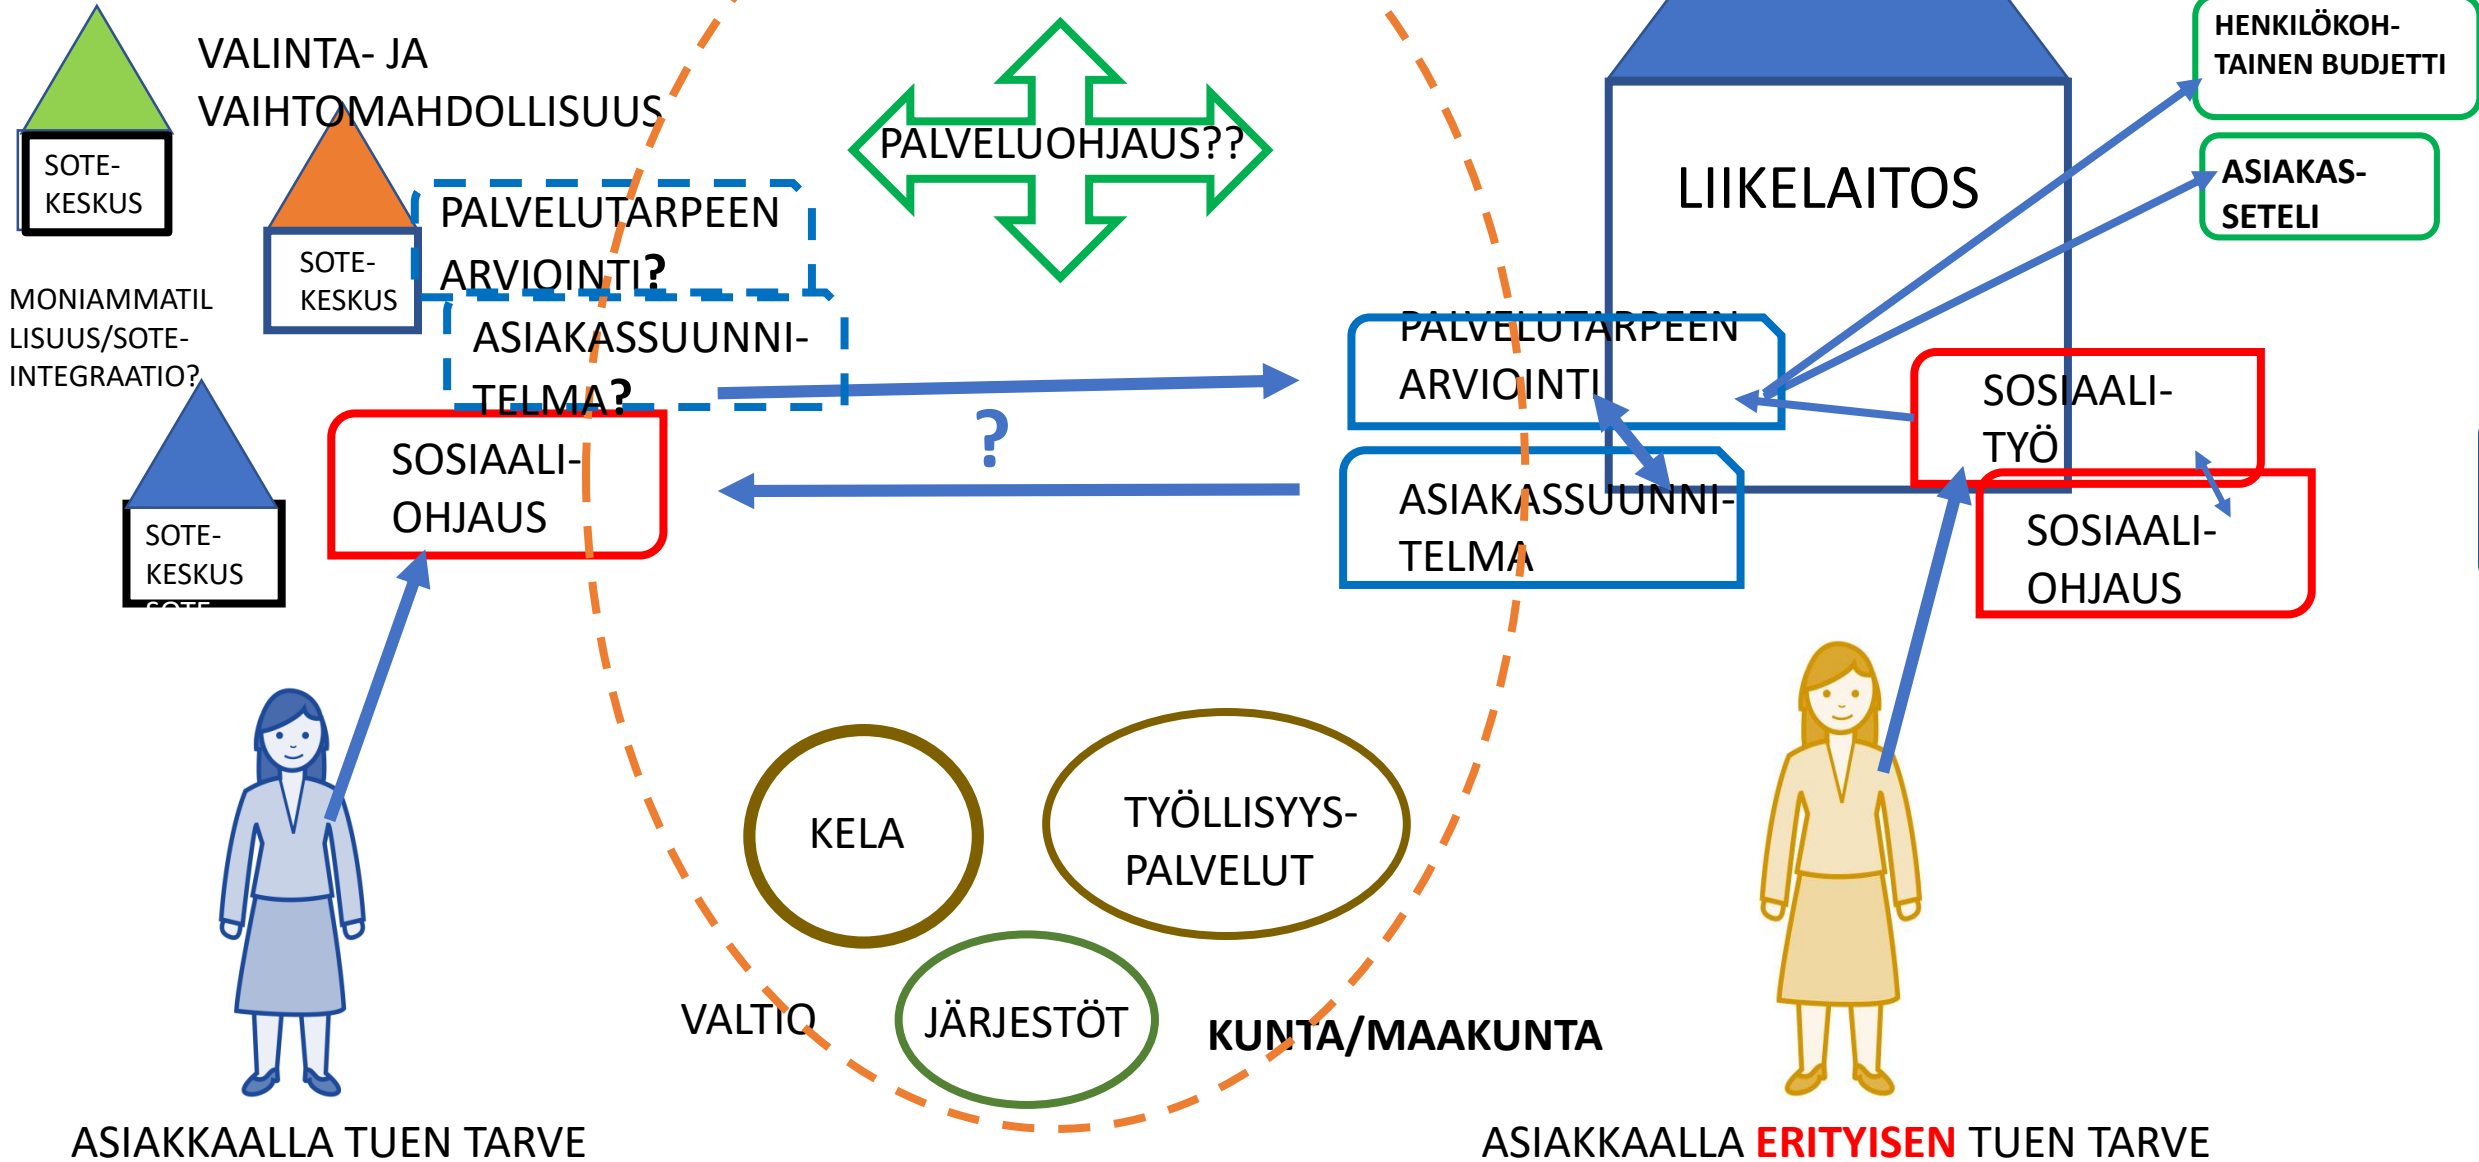 VALINTA- JA
VAIHTOMAHDOLLISUUS
SOTE-
KESKUS
SOTE-
KESKUS
MONIAMMATIL
LISUUS/SOTE-
INTEGRAATIO?
SOTE-
KESKUS
SOTE-
PALVELUTARPEEN
ARVIOINTI?
ASIAKASSUUNNI-
TELMA?
SOSIAALI-
OHJAUS
PALVELUOHJAUS??
?
LIIKELAITOS
HENKILÖKOH-
TAINEN BUDJETTI
ASIAKAS-
SETELI
PALVELUTARPEEN
ARVIOINTI
ASIAKASSUUNNI-
TELMA
SOSIAALI-
TYÖ
SOSIAALI-
OHJAUS
KELA
TYÖLLISYYS-
PALVELUT
VALTIO
JÄRJESTÖT
KUNTA/MAAKUNTA
ASIAKKAALLA TUEN TARVE
ASIAKKAALLA ERITYISEN TUEN TARVE